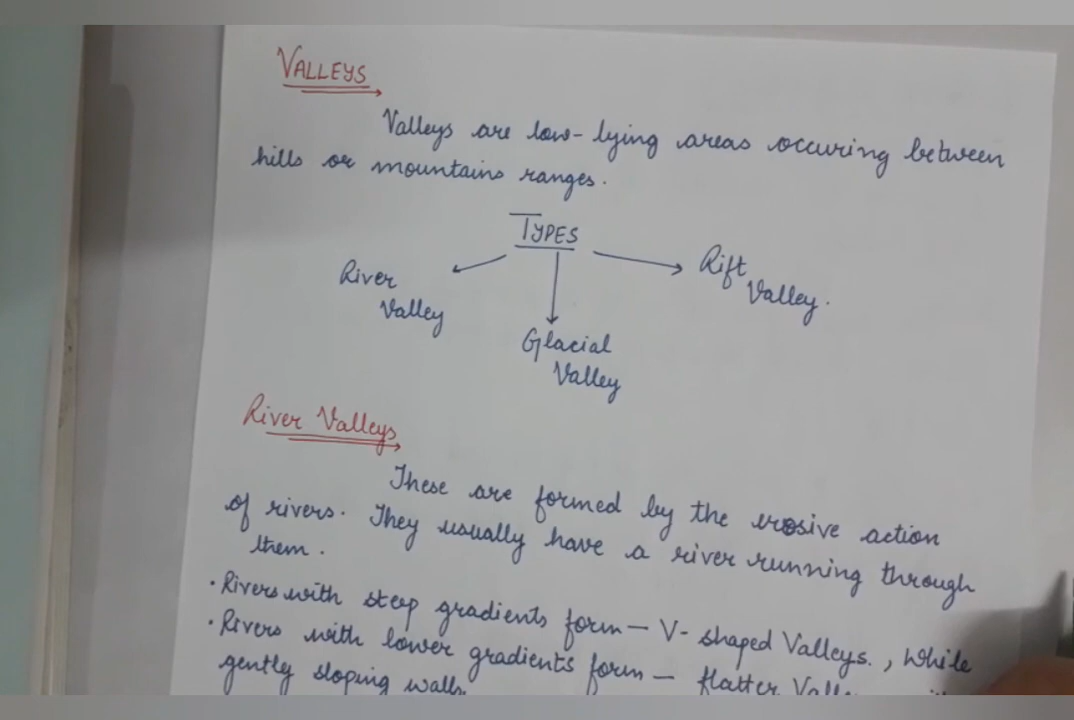 VALLEYS
Valleys are low-lying areas occuring between
hills or mountains ranges.
TYPES
River
Valley
Glacial
Valley
Rift
Valley.
River Valleys
These are formed by the erosive action
of rivers. They usually have a river running through
them.
• Rivers with steep gradients form — V-shaped Valleys., while
• Rivers with lower gradients form — flatter
gently sloping walls